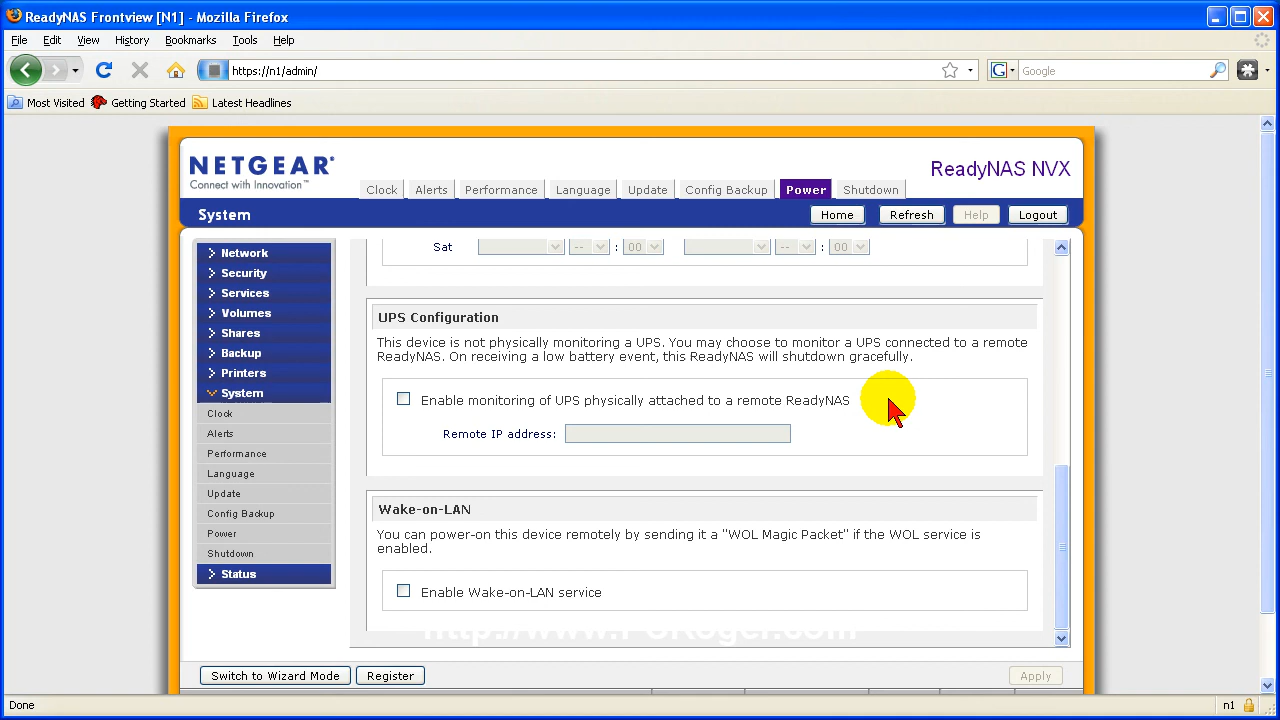 ReadyNAS Frontview [N1] - Mozilla Firefox
File Edit View History Bookmarks Tools Help
https://n1/admin/
Google
Most Visited Getting Started Latest Headlines
NETGEAR
Connect with Innovation™
ReadyNAS NVX
Clock Alerts Performance Language Update Config Backup Power Shutdown
System
Home Refresh Help Logout
Network
Security
Services
Volumes
Shares
Backup
Printers
System
Clock
Alerts
Performance
Language
Update
Config Backup
Power
Shutdown
Status
Sat -- : 00 -- : 00
UPS Configuration
This device is not physically monitoring a UPS. You may choose to monitor a UPS connected to a remote
ReadyNAS. On receiving a low battery event, this ReadyNAS will shutdown gracefully.
Enable monitoring of UPS physically attached to a remote ReadyNAS
Remote IP address:
Wake-on-LAN
You can power-on this device remotely by sending it a "WOL Magic Packet" if the WOL service is
enabled.
Enable Wake-on-LAN service
http://www.PCRoger.com
Switch to Wizard Mode Register Apply
Done n1